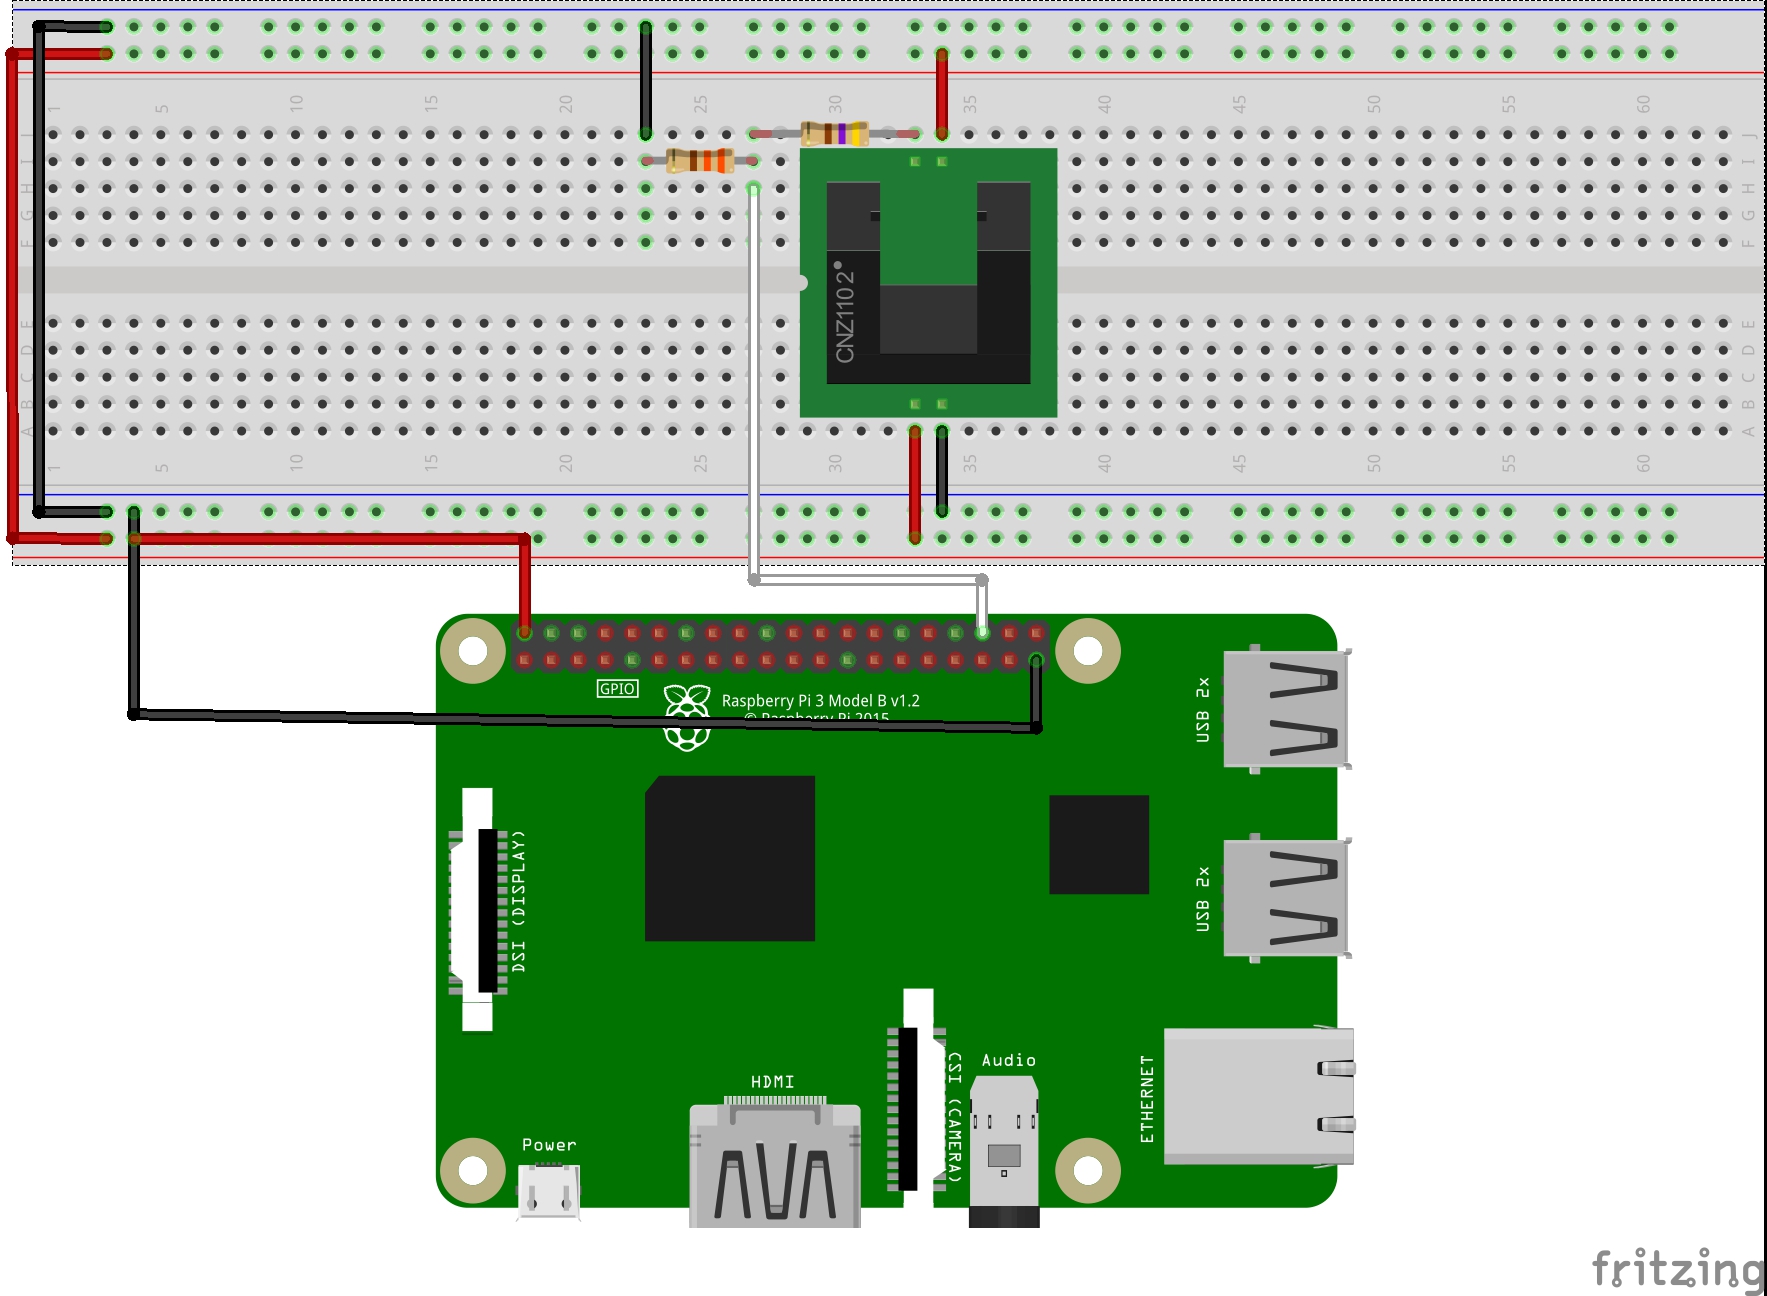 1 5 10 15 20 25 30 35 40 45 50 55 60
J J
I I
H H
G G
F F
CNZ1102
E E
D D
C C
B B
A A
1 5 10 15 20 25 30 35 40 45 50 55 60
GPIO
Raspberry Pi 3 Model B v1.2
© Raspberry Pi 2015
USB 2x
DSI (DISPLAY)
USB 2x
HDMI
Power
CSI (CAMERA)
Audio
ETHERNET
fritzing